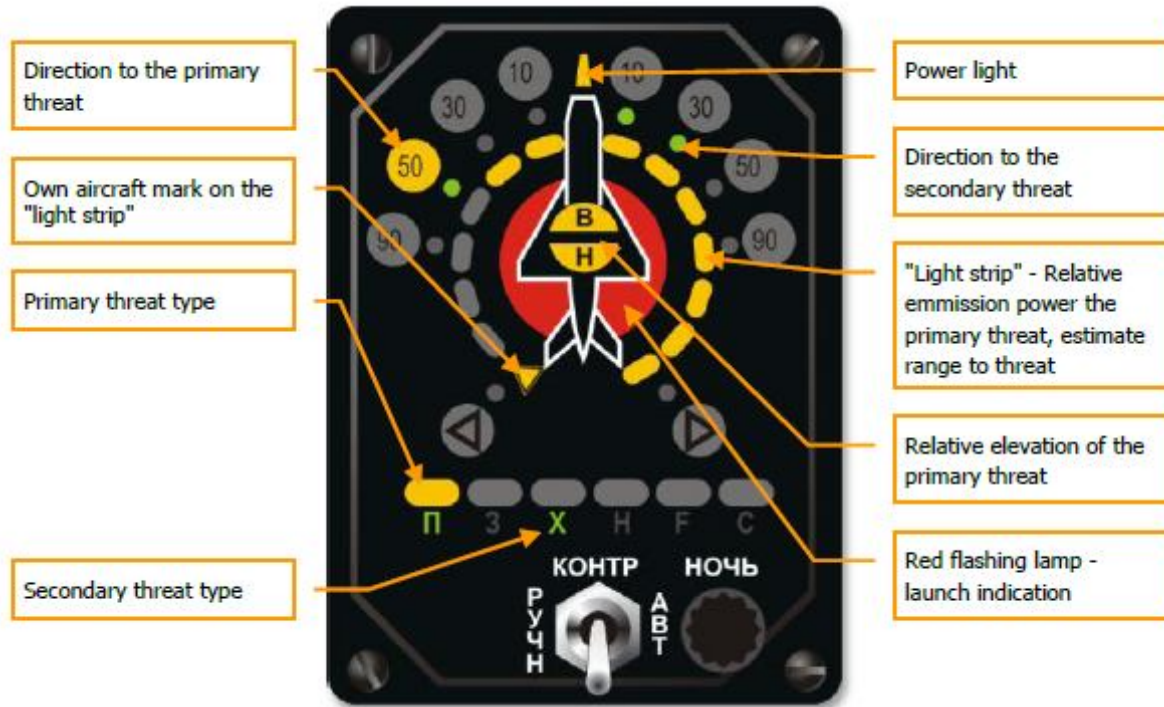 Direction to the primary
threat
Own aircraft mark on the
"light strip"
Primary threat type
Secondary threat type
10
10
30
30
50
50
90
90
В
Н
П З Х Н F С
КОНТР
НОЧЬ
РУЧН
АВТ
Power light
Direction to the
secondary threat
"Light strip" - Relative
emmission power the
primary threat, estimate
range to threat
Relative elevation of the
primary threat
Red flashing lamp -
launch indication